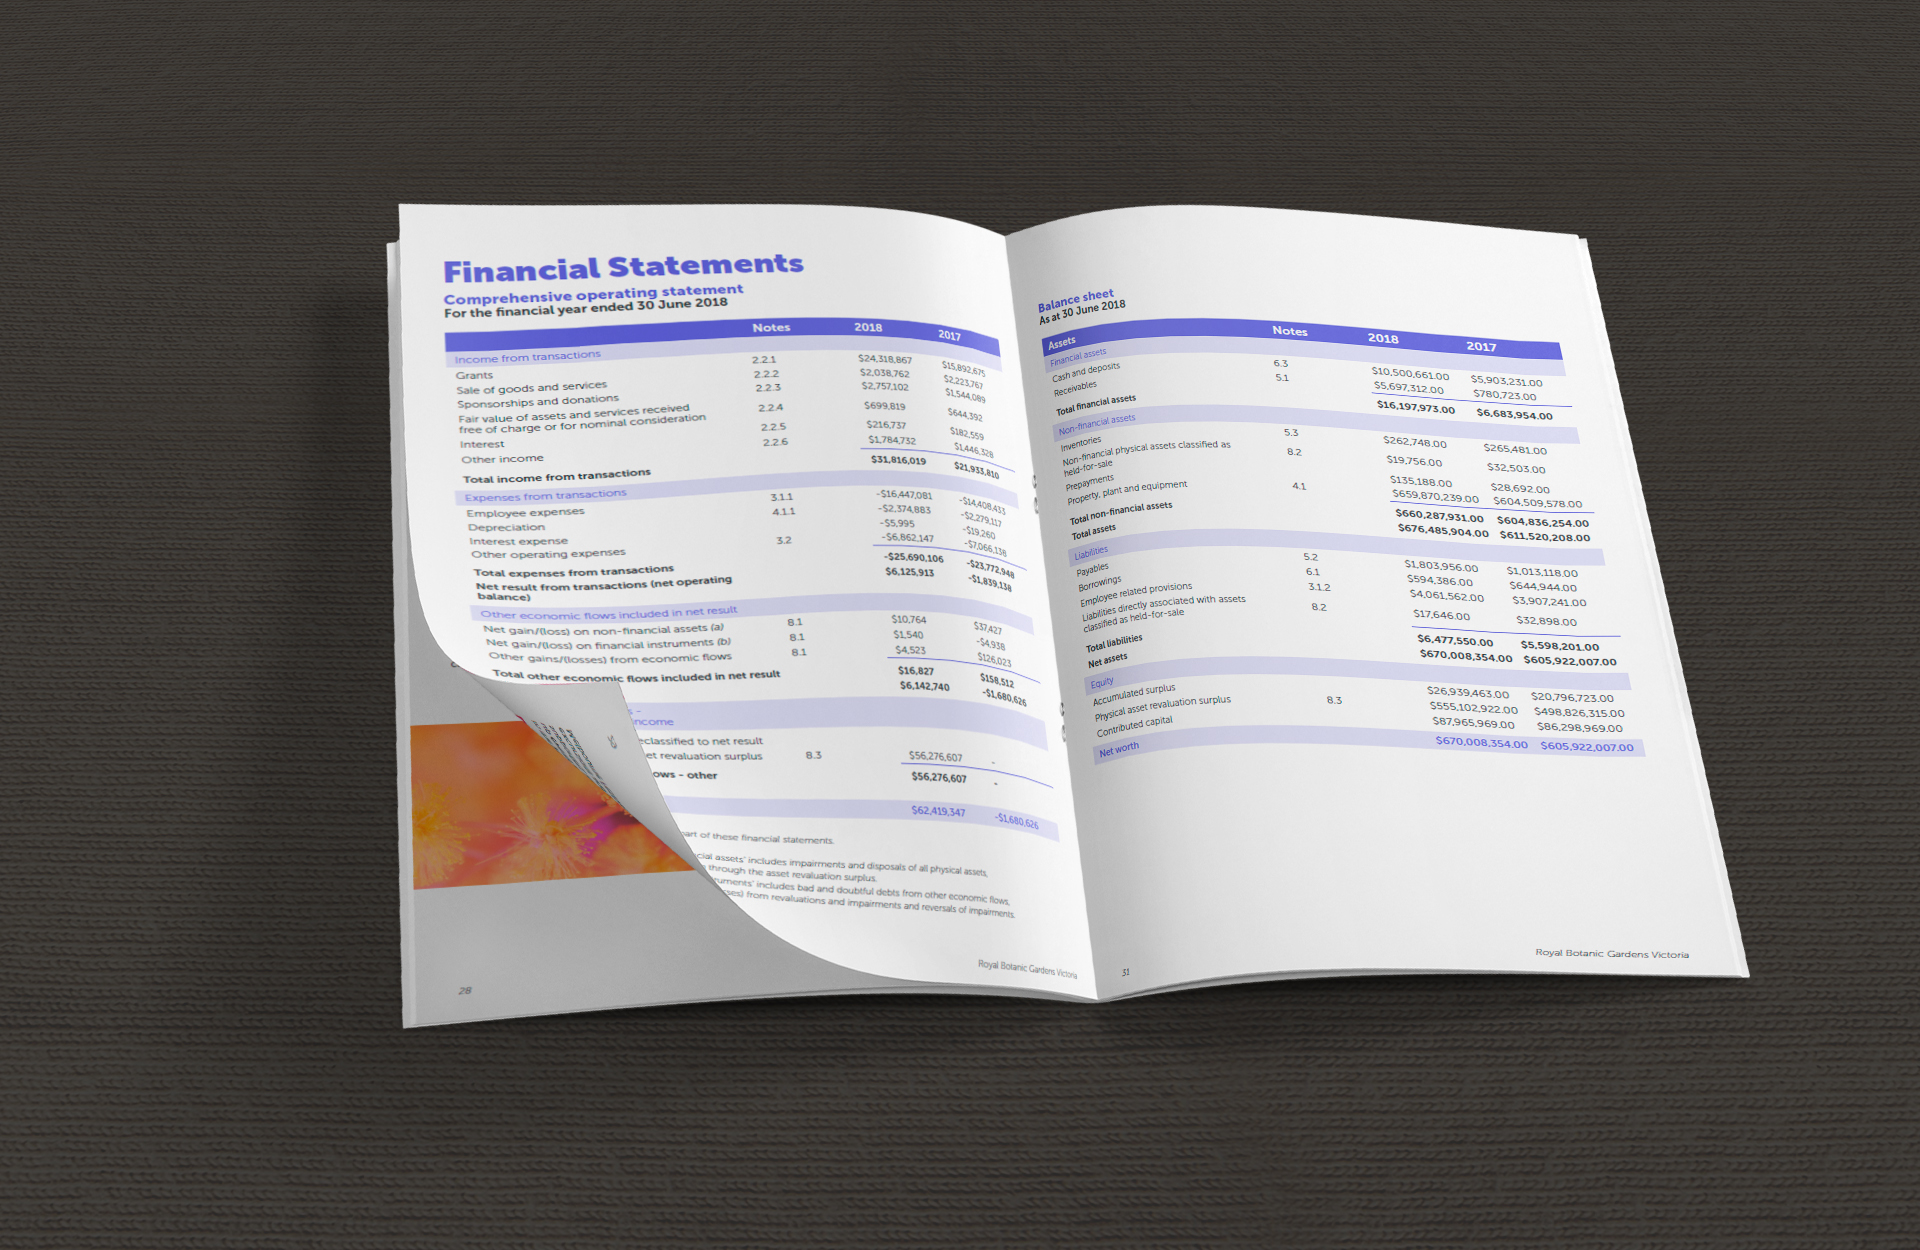 Financial Statements
Comprehensive operating statement
For the financial year ended 30 June 2018
Notes 2018 2017
Income from transactions
Grants 2.2.1 $24,318,867 $15,892,675
Sale of goods and services 2.2.2 $2,038,762 $2,223,767
Sponsorships and donations 2.2.3 $2,757,102 $1,544,089
Fair value of assets and services received
free of charge or for nominal consideration 2.2.4 $699,819 $644,392
Interest 2.2.5 $216,737 $182,559
Other income 2.2.6 $1,784,732 $1,446,328
Total income from transactions $31,816,019 $21,933,810
Expenses from transactions
Employee expenses 3.1.1 -$16,447,081 -$14,408,433
Depreciation 4.1.1 -$2,374,883 -$2,279,117
Interest expense -$5,995 -$19,260
Other operating expenses 3.2 -$6,862,147 -$7,066,138
Total expenses from transactions -$25,690,106 -$23,772,948
Net result from transactions (net operating
balance) $6,125,913 -$1,839,138
Other economic flows included in net result
Net gain/(loss) on non-financial assets (a) 8.1 $10,764 $37,427
Net gain/(loss) on financial instruments (b) 8.1 $1,540 -$4,938
Other gains/(losses) from economic flows 8.1 $4,523 $126,023
Total other economic flows included in net result $16,827 $158,512
$6,142,740 -$1,680,626
-
income
reclassified to net result
revaluation surplus 8.3 $56,276,607 -
- other $56,276,607 -
$62,419,347 -$1,680,626
part of these financial statements.
assets' includes impairments and disposals of all physical assets,
through the asset revaluation surplus.
includes bad and doubtful debts from other economic flows,
from revaluations and impairments and reversals of impairments.
Royal Botanic Gardens Victoria
28
Balance sheet
As at 30 June 2018
Assets Notes 2018 2017
Financial assets
Cash and deposits 6.3 $10,500,661.00 $5,903,231.00
Receivables 5.1 $5,697,312.00 $780,723.00
Total financial assets $16,197,973.00 $6,683,954.00
Non-financial assets
Inventories 5.3 $262,748.00 $265,481.00
Non-financial physical assets classified as
held-for-sale 8.2 $19,756.00 $32,503.00
Prepayments $135,188.00 $28,692.00
Property, plant and equipment 4.1 $659,870,239.00 $604,509,578.00
Total non-financial assets $660,287,931.00 $604,836,254.00
Total assets $676,485,904.00 $611,520,208.00
Liabilities
Payables 5.2 $1,803,956.00 $1,013,118.00
Borrowings 6.1 $594,386.00 $644,944.00
Employee related provisions 3.1.2 $4,061,562.00 $3,907,241.00
Liabilities directly associated with assets
classified as held-for-sale 8.2 $17,646.00 $32,898.00
Total liabilities $6,477,550.00 $5,598,201.00
Net assets $670,008,354.00 $605,922,007.00
Equity
Accumulated surplus $26,939,463.00 $20,796,723.00
Physical asset revaluation surplus 8.3 $555,102,922.00 $498,826,315.00
Contributed capital $87,965,969.00 $86,298,969.00
Net worth $670,008,354.00 $605,922,007.00
31
Royal Botanic Gardens Victoria